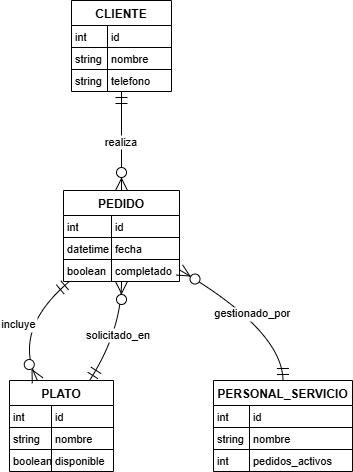 CLIENTE
int id
string nombre
string telefono
realiza
PEDIDO
int id
datetime fecha
boolean completado
incluye
solicitado_en
gestionado_por
PLATO
int id
string nombre
boolean disponible
PERSONAL_SERVICIO
int id
string nombre
int pedidos_activos